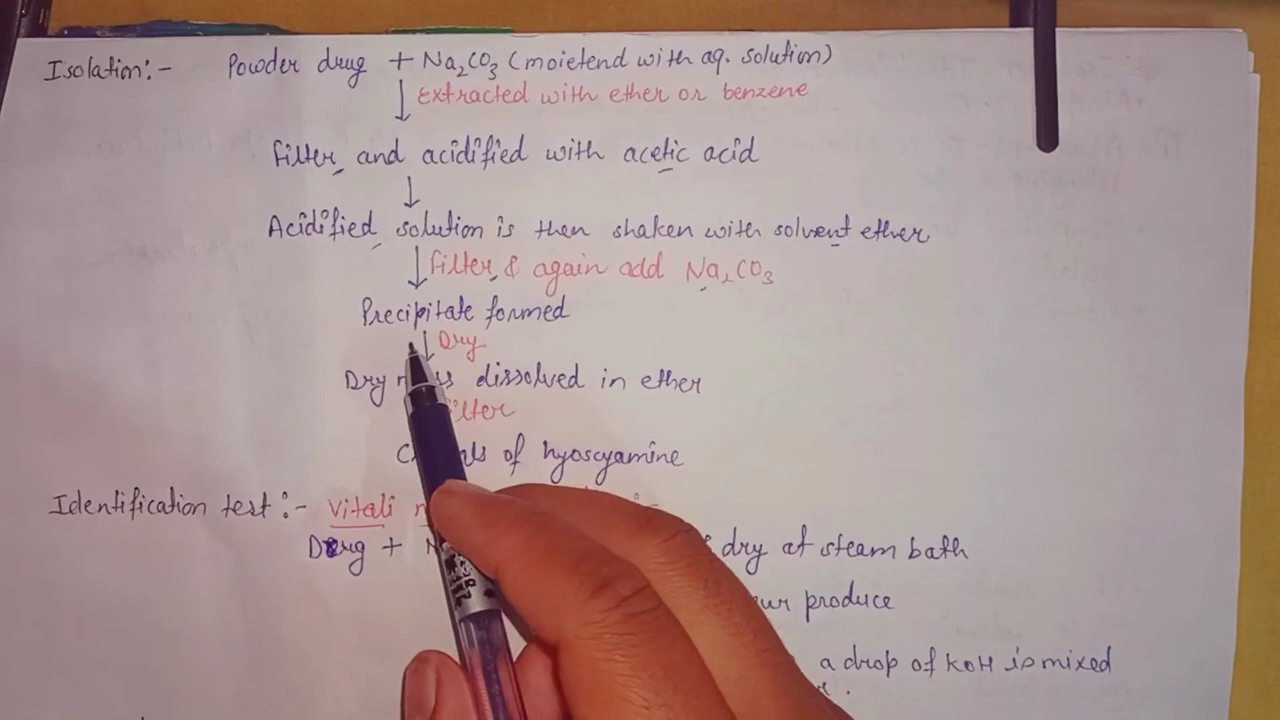 Isolation:- Powder drug + Na2CO3 (moietend with aq. solution)
Extracted with ether or benzene
filter and acidified with acetic acid
Acidified solution is then shaken with solvent ether
filter & again add Na2CO3
Precipitate formed
Dry
Dry dissolved in ether
of hyoscyamine
Identification test:- Vitali
Drug + dry at steam bath
produce
a drop of KOH is mixed